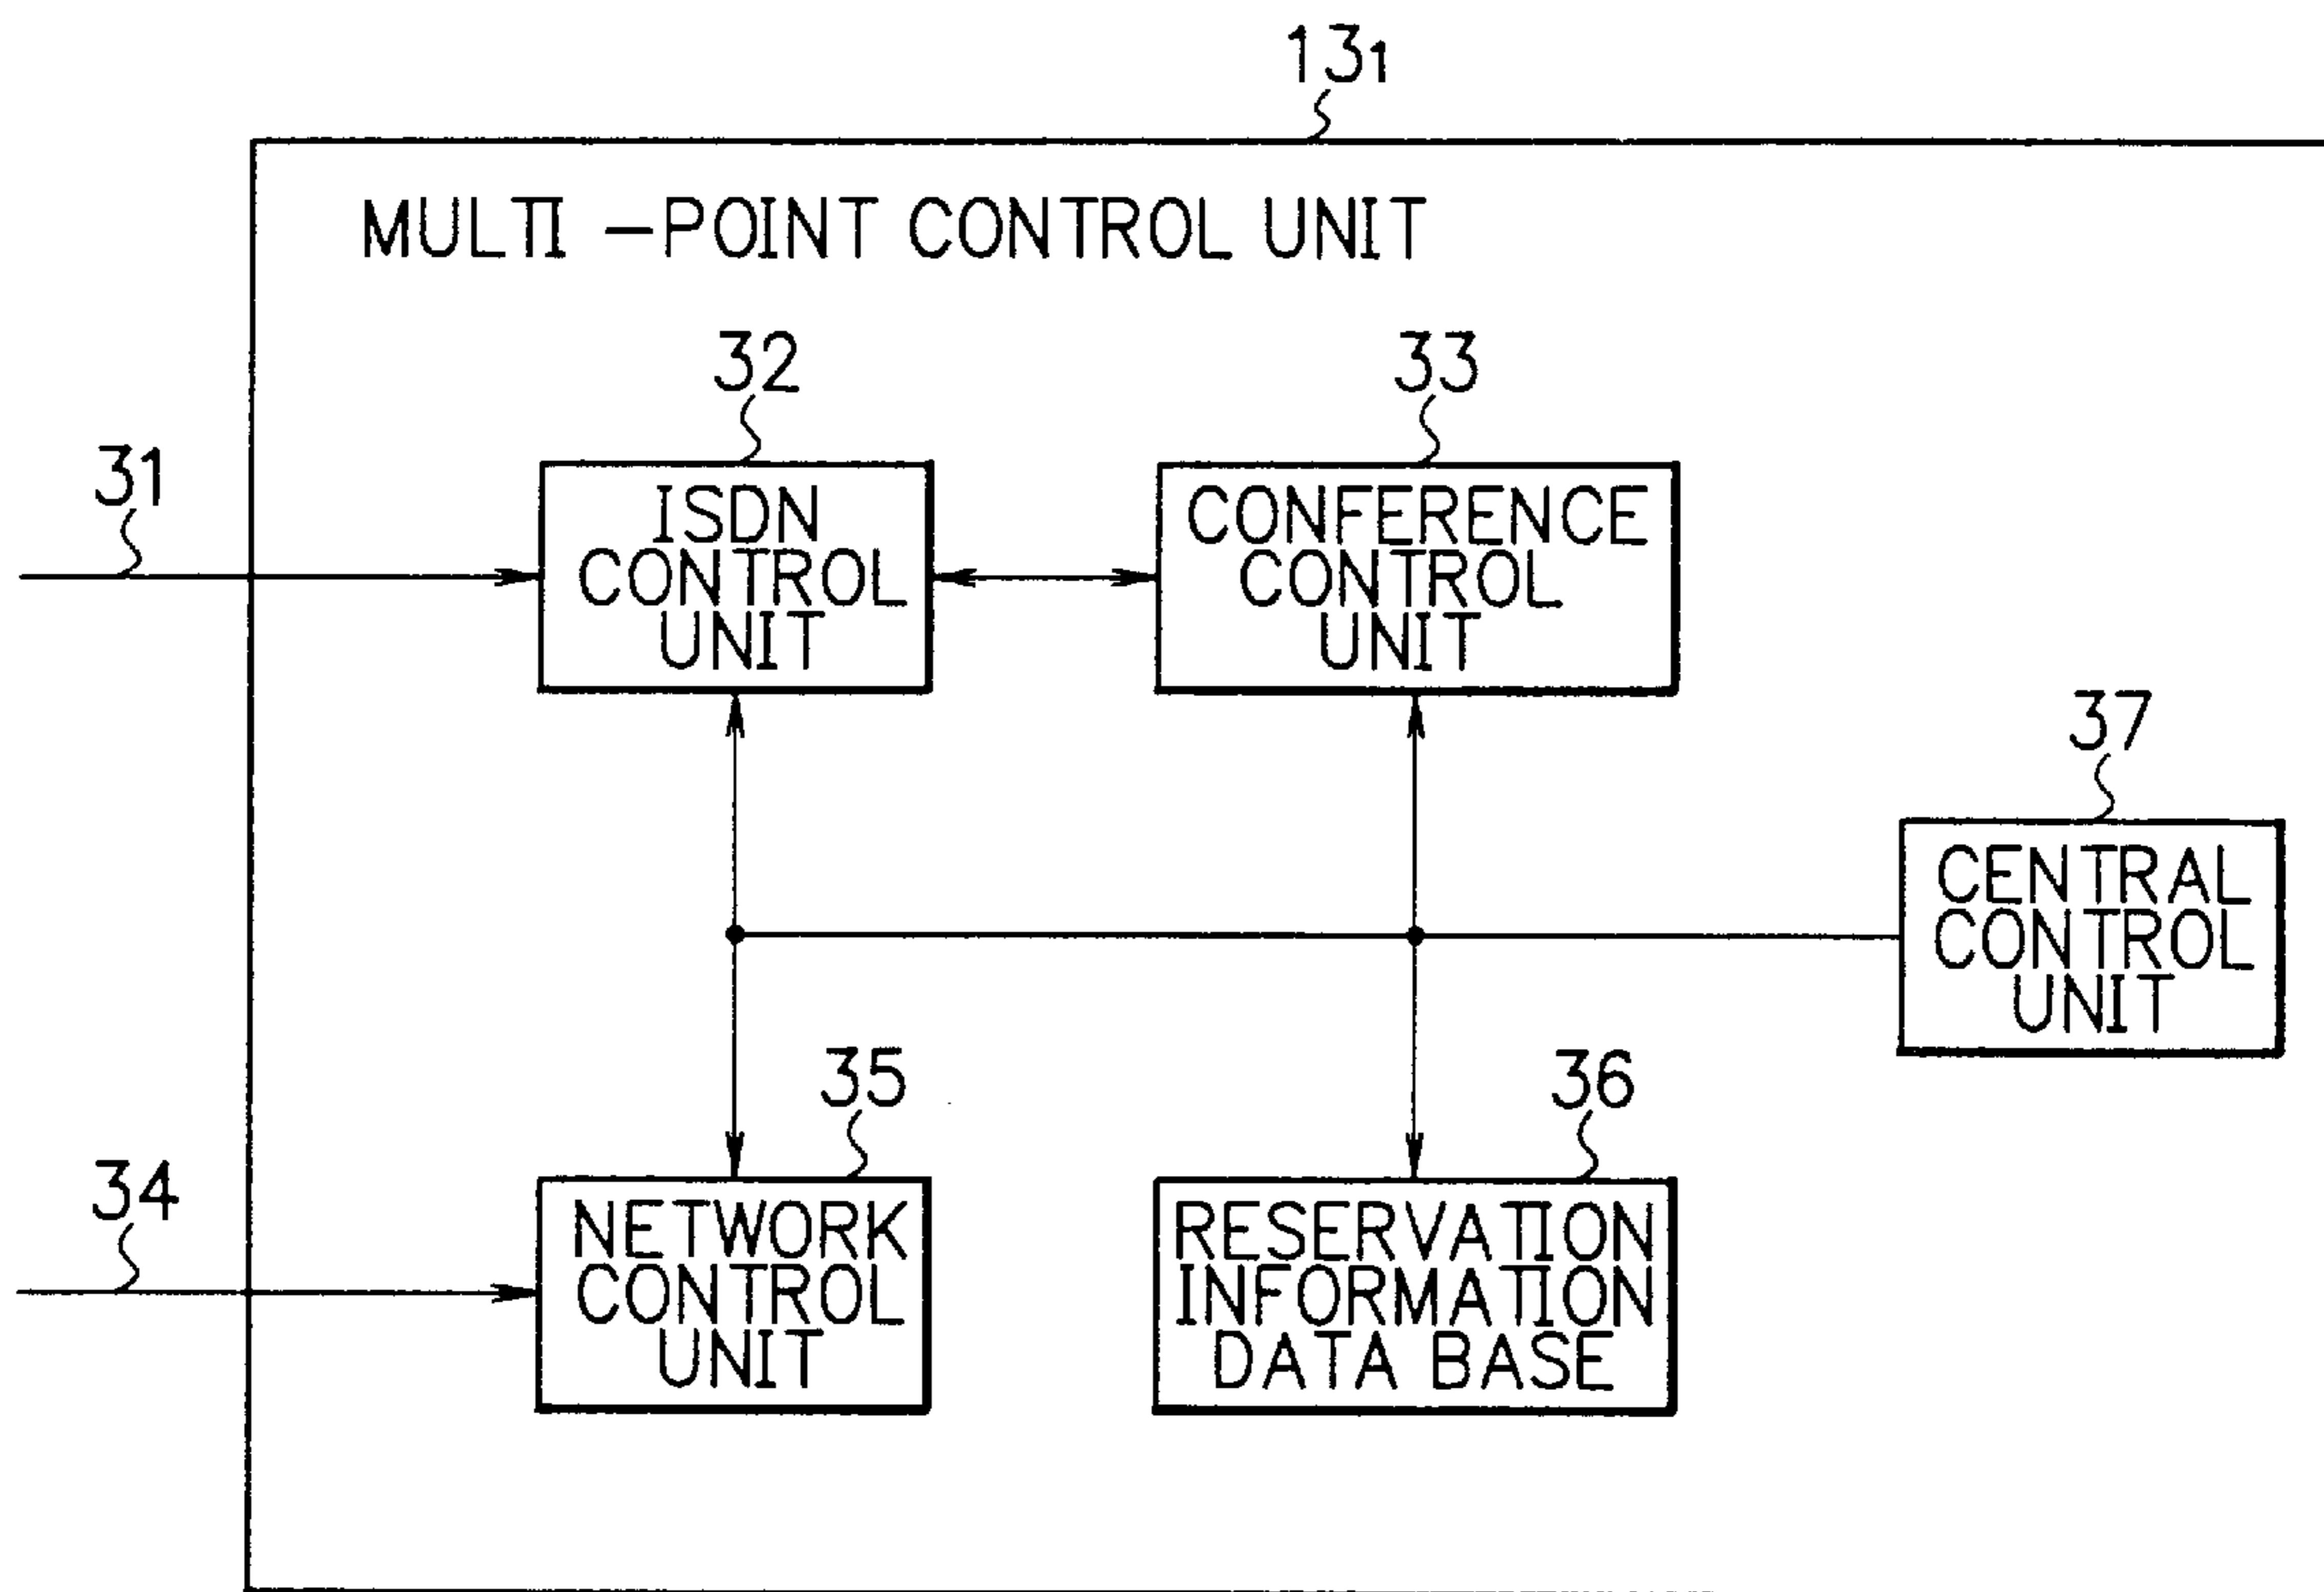 13₁
MULTI-POINT CONTROL UNIT
32
33
31
ISDN
CONTROL
UNIT
CONFERENCE
CONTROL
UNIT
37
CENTRAL
CONTROL
UNIT
35
36
34
NETWORK
CONTROL
UNIT
RESERVATION
INFORMATION
DATA BASE